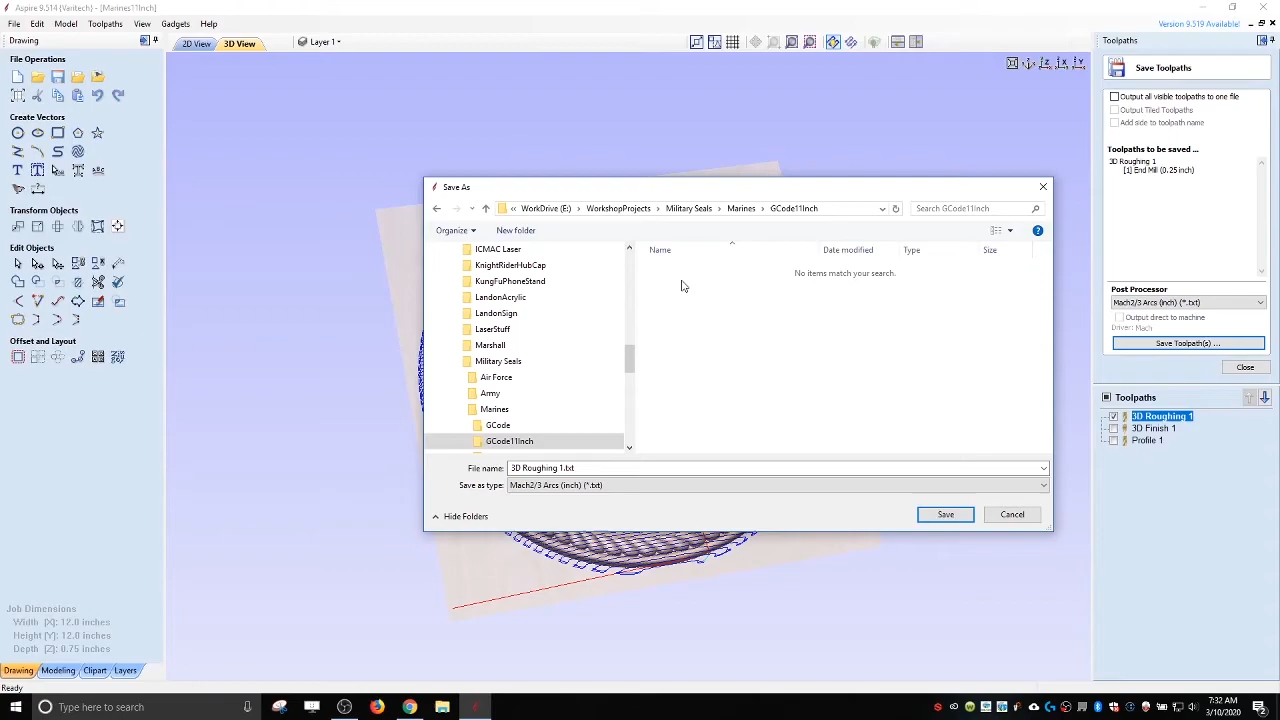 Aspire 9.514 (Varitech) - [Marines11Inch]
File Edit Model Toolpaths View Gadgets Help
Version 9.519 Available!
Drawing
2D View 3D View Layer 1
Toolpaths
File Operations
Create Vectors
Transform Objects
Edit Objects
Offset and Layout
Job Dimensions
Width [X]: 12.0 inches
Height [Y]: 12.0 inches
Depth [Z]: 0.75 inches
Drawing Modeling Clipart Layers
Ready
Save As
« WorkDrive (E:) > WorkshopProjects > Military Seals > Marines > GCode11Inch
Search GCode11Inch
Organize New folder
ICMAC Laser
KnightRiderHubCap
KungFuPhoneStand
LandonAcrylic
LandonSign
LaserStuff
Marshall
Military Seals
Air Force
Army
Marines
GCode
GCode11Inch
Name Date modified Type Size
No items match your search.
File name: 3D Roughing 1.txt
Save as type: Mach2/3 Arcs (inch) (*.txt)
Hide Folders
Save Cancel
Save Toolpaths
Output all visible toolpaths to one file
Output Tiled Toolpaths
Add side to toolpath name
Toolpaths to be saved ...
3D Roughing 1
[1] End Mill (0.25 inch)
Post Processor
Mach2/3 Arcs (inch) (*.txt)
Output direct to machine
Driver: Mach
Save Toolpath(s) ...
Close
Toolpaths
3D Roughing 1
3D Finish 1
Profile 1
Type here to search
7:32 AM
3/10/2020